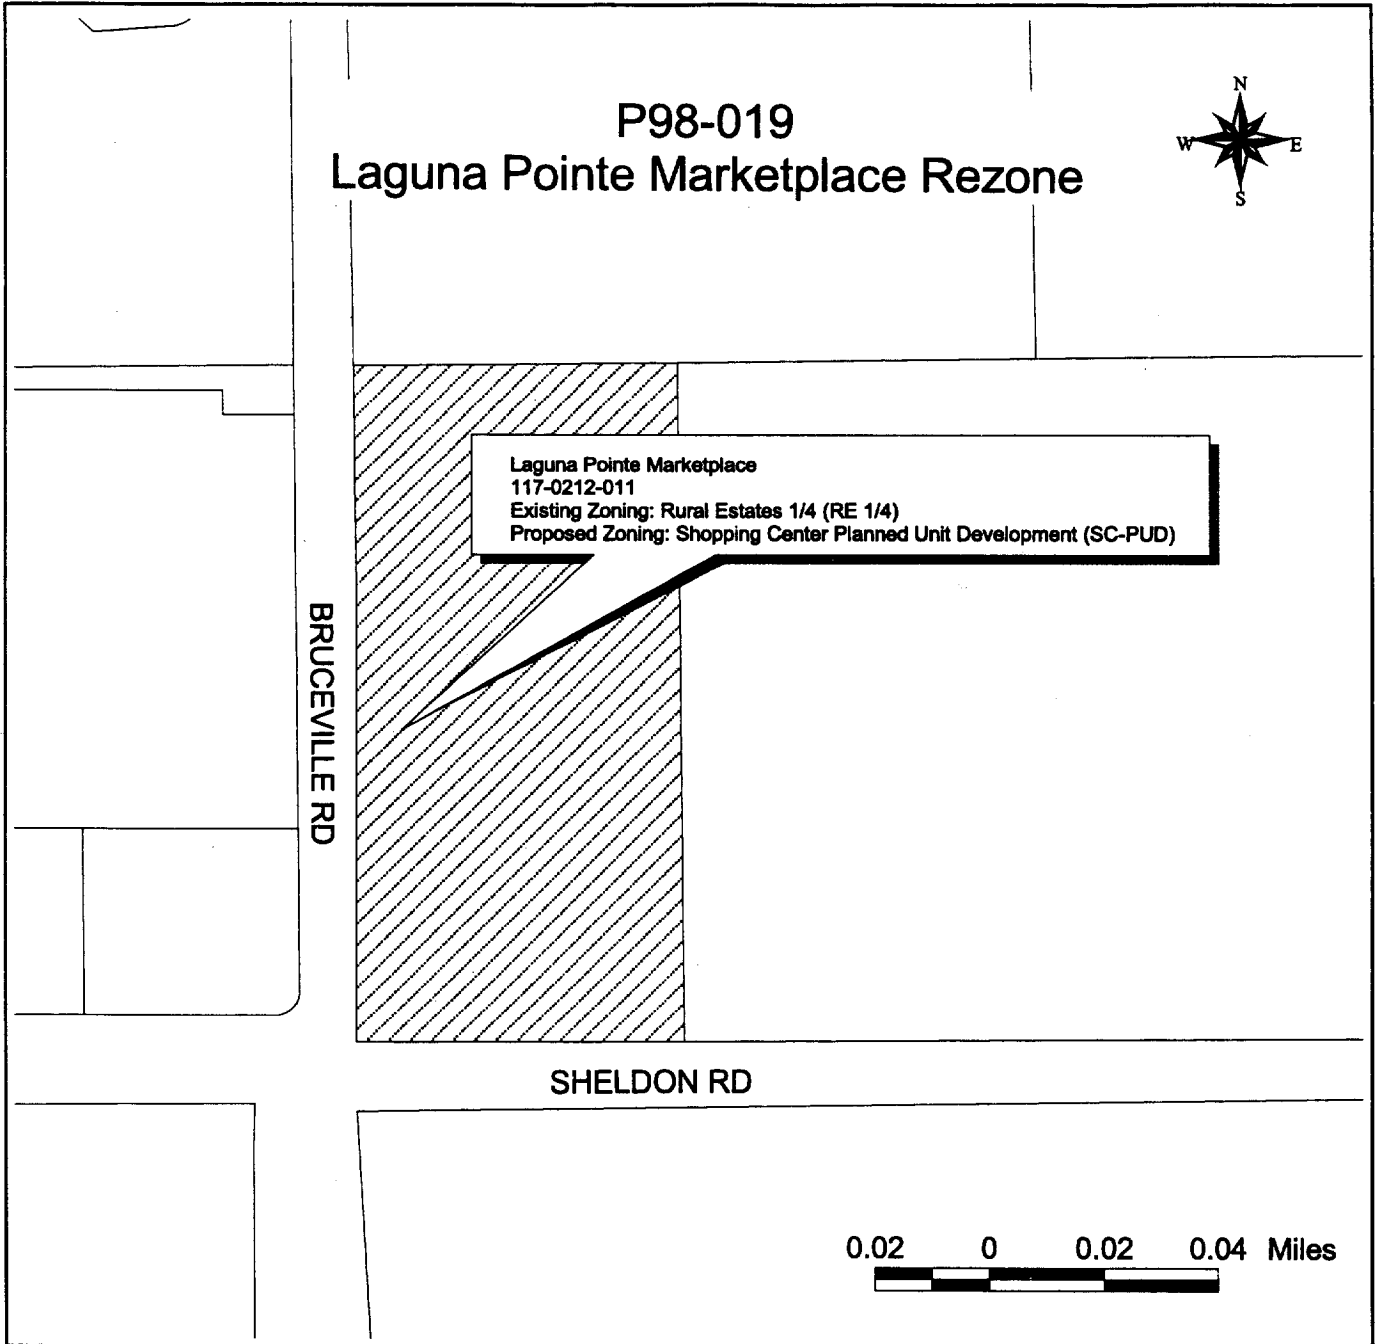 P98-019
Laguna Pointe Marketplace Rezone
N
W E
S
Laguna Pointe Marketplace
117-0212-011
Existing Zoning: Rural Estates 1/4 (RE 1/4)
Proposed Zoning: Shopping Center Planned Unit Development (SC-PUD)
BRUCEVILLE RD
SHELDON RD
0.02 0 0.02 0.04 Miles